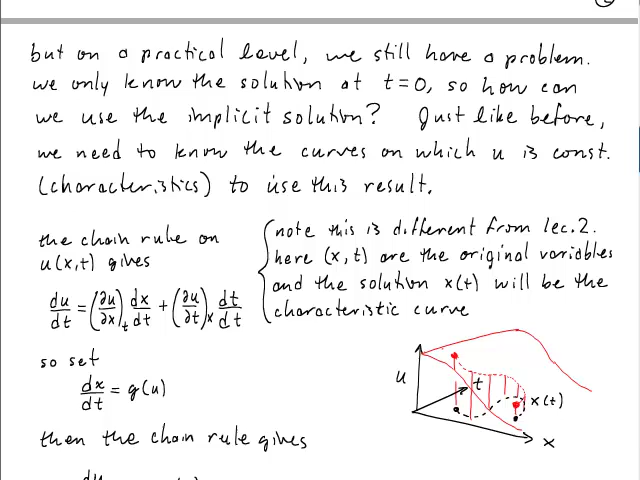 but on a practical level, we still have a problem.
we only know the solution at t=0, so how can
we use the implicit solution? Just like before,
we need to know the curves on which u is const.
(characteristics) to use this result.
the chain rule on
u(x,t) gives
du/dt = (∂u/∂x)_t dx/dt + (∂u/∂t)_x dt/dt
note this is different from lec. 2.
here (x,t) are the original variables
and the solution x(t) will be the
characteristic curve
so set
dx/dt = g(u)
then the chain rule gives
u
t
x(t)
x
du